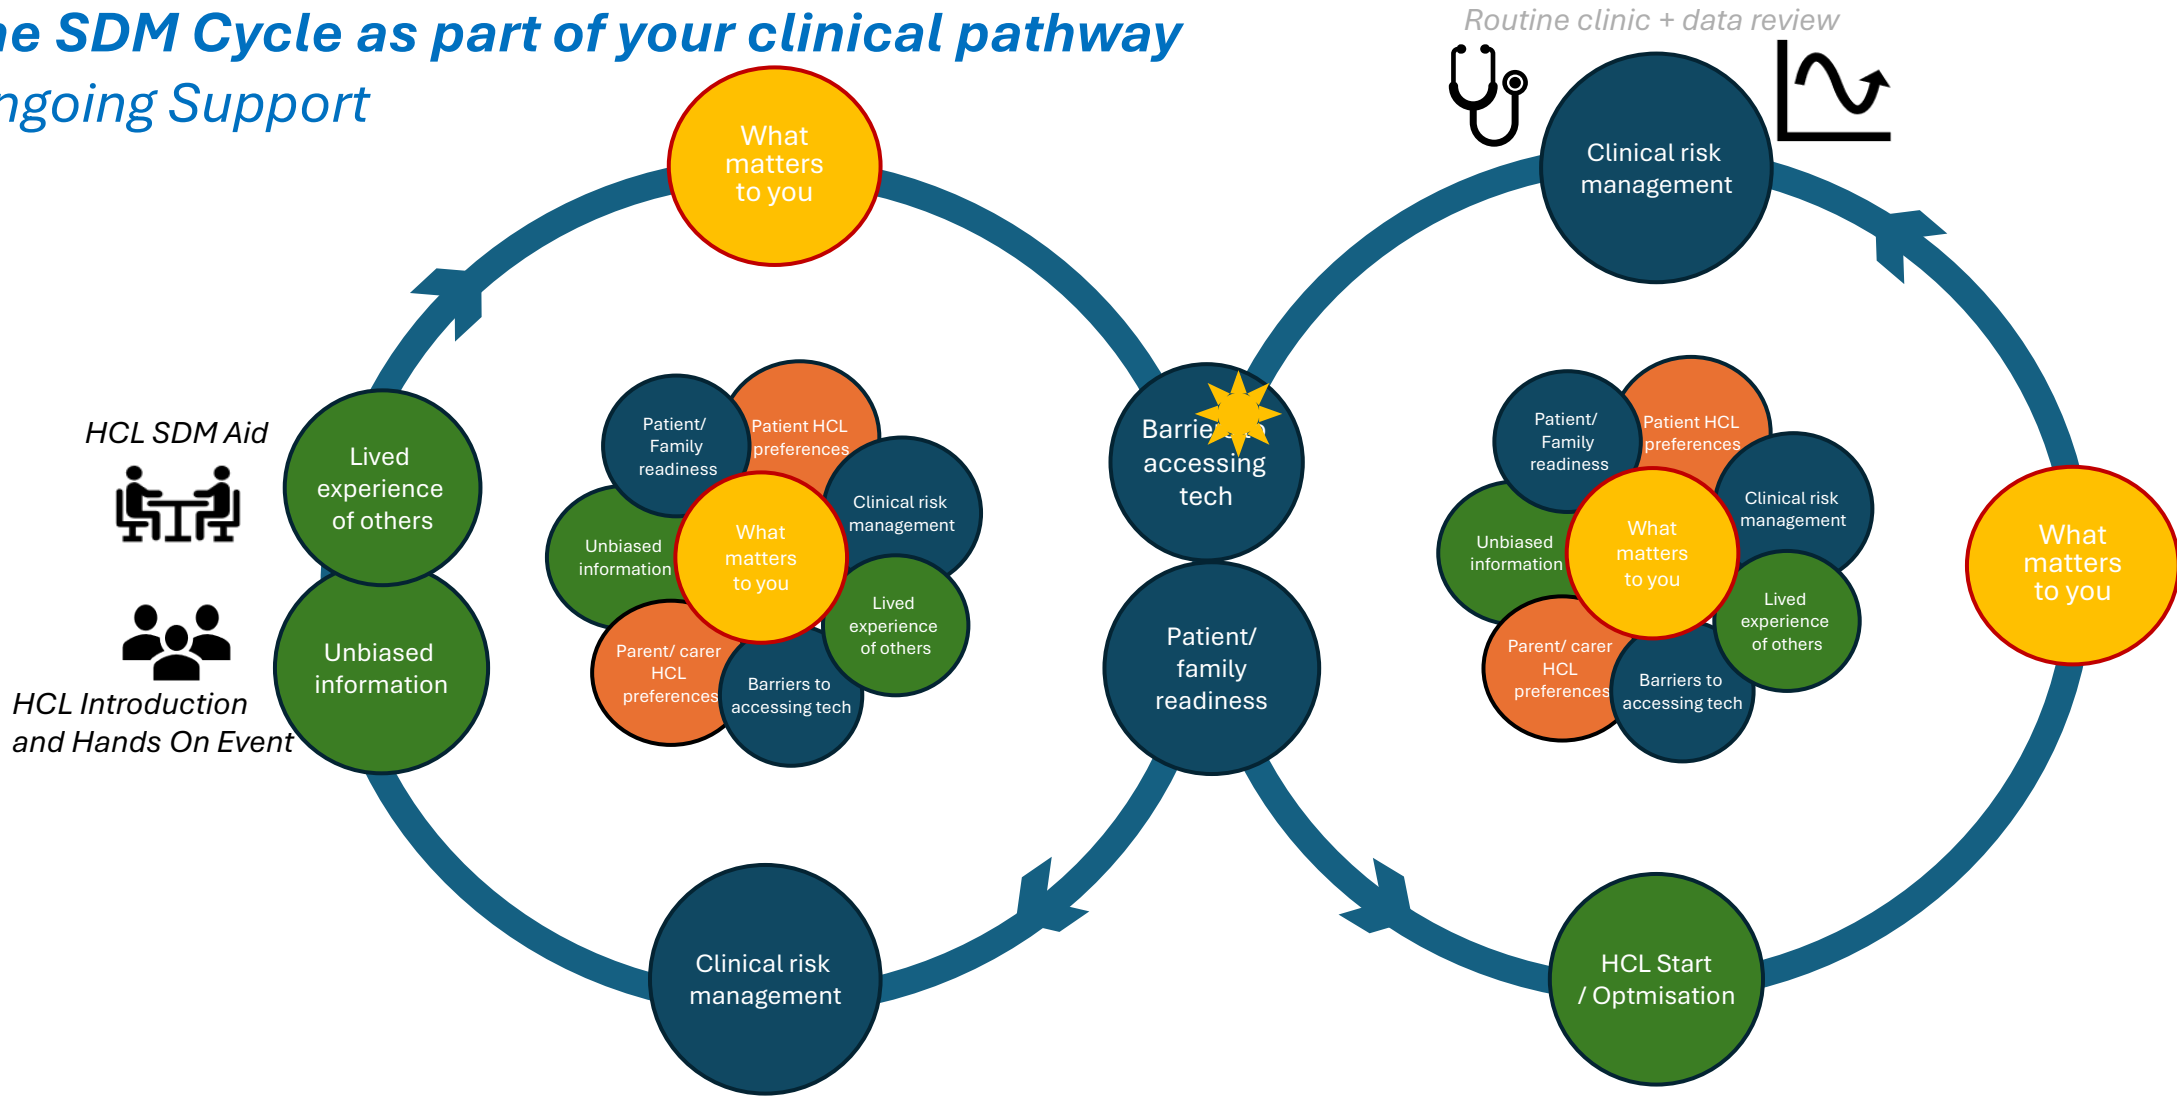 ne SDM Cycle as part of your clinical pathway
ngoing Support
Routine clinic + data review
What
matters
to you
Clinical risk
management
HCL SDM Aid
Lived
experience
of others
Unbiased
information
HCL Introduction
and Hands On Event
Patient/
Family
readiness
Patient HCL
preferences
Clinical risk
management
Unbiased
information
What
matters
to you
Lived
experience
of others
Parent/ carer
HCL
preferences
Barriers to
accessing tech
Barriers to
accessing
tech
Patient/
family
readiness
Patient/
Family
readiness
Patient HCL
preferences
Clinical risk
management
Unbiased
information
What
matters
to you
Lived
experience
of others
Parent/ carer
HCL
preferences
Barriers to
accessing tech
What
matters
to you
Clinical risk
management
HCL Start
/ Optmisation